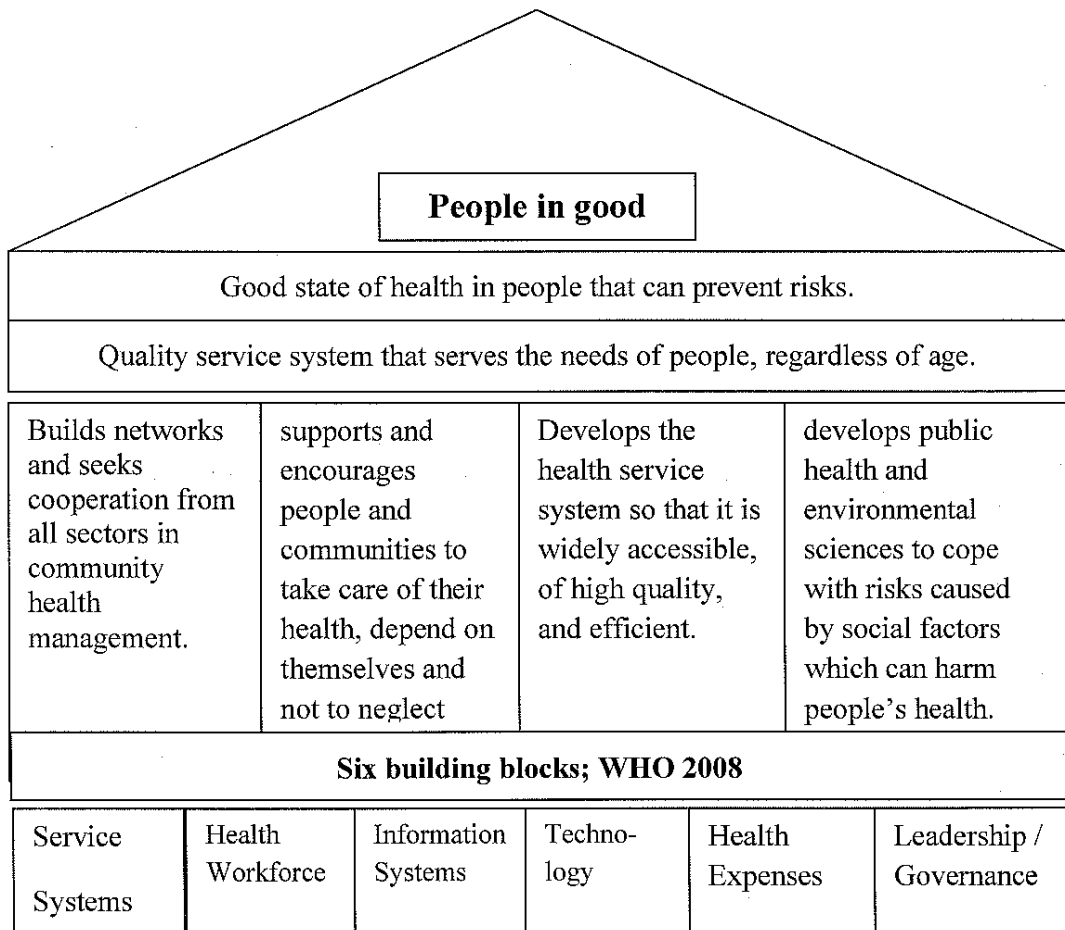 People in good
Good state of health in people that can prevent risks.
Quality service system that serves the needs of people, regardless of age.
Builds networks
and seeks
cooperation from
all sectors in
community
health
management.
supports and
encourages
people and
communities to
take care of their
health, depend on
themselves and
not to neglect
Develops the
health service
system so that it is
widely accessible,
of high quality,
and efficient.
develops public
health and
environmental
sciences to cope
with risks caused
by social factors
which can harm
people’s health.
Six building blocks; WHO 2008
Service
Systems
Health
Workforce
Information
Systems
Techno-
logy
Health
Expenses
Leadership /
Governance